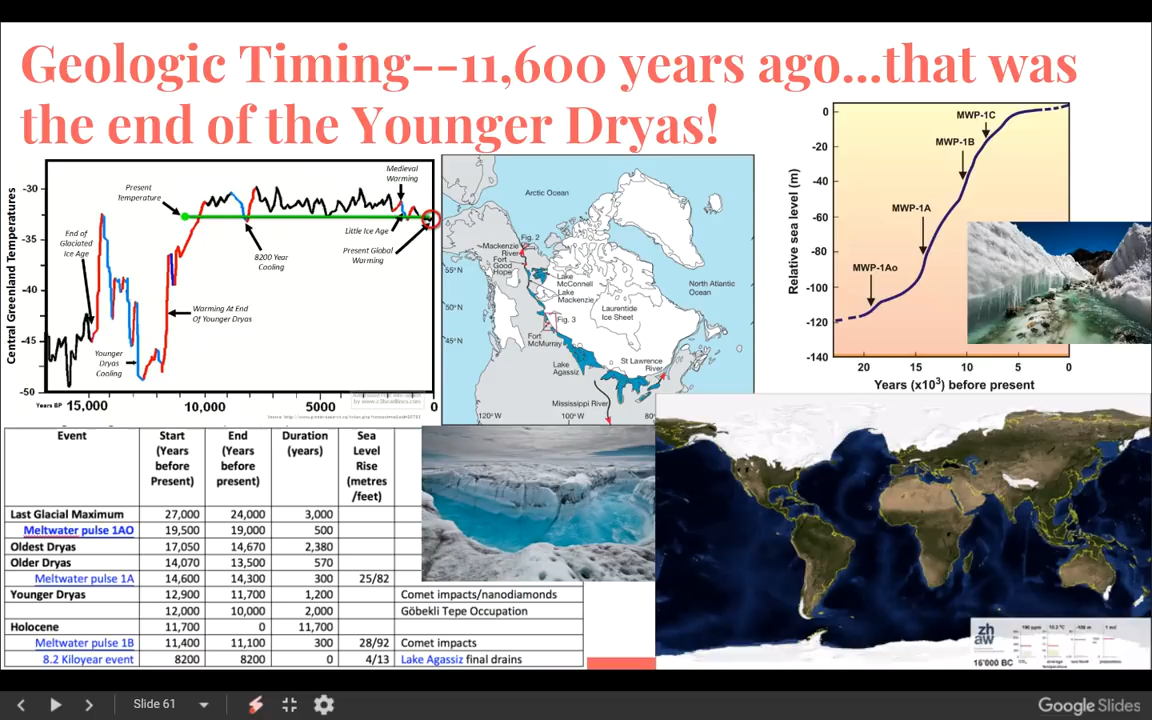 Geologic Timing--11,600 years ago...that was
the end of the Younger Dryas!
Central Greenland Temperatures
-30
-35
-40
-45
-50
Present
Temperature
End of
Glaciated
Ice Age
Younger
Dryas
Cooling
Warming At End
Of Younger Dryas
8200 Year
Cooling
Medieval
Warming
Little Ice Age
Present Global
Warming
Years BP
15,000
10,000
5000
0
Arctic Ocean
Fig. 2
Mackenzie
River
Fort
Good
Hope
Lake
McConnell
Lake
Mackenzie
Laurentide
Ice Sheet
North Atlantic
Ocean
55°N
50°N
45°N
Fig. 3
Fort
McMurray
Lake
Agassiz
St Lawrence
River
Mississippi River
120°W
100°W
80°
Relative sea level (m)
0
-20
-40
-60
-80
-100
-120
-140
MWP-1C
MWP-1B
MWP-1A
MWP-1Ao
20
15
10
5
0
Years (x10³) before present
Event Start (Years before Present) End (Years before present) Duration (years) Sea Level Rise (metres /feet)
Last Glacial Maximum 27,000 24,000 3,000
Meltwater pulse 1AO 19,500 19,000 500
Oldest Dryas 17,050 14,670 2,380
Older Dryas 14,070 13,500 570
Meltwater pulse 1A 14,600 14,300 300 25/82
Younger Dryas 12,900 11,700 1,200 Comet impacts/nanodiamonds
12,000 10,000 2,000 Göbekli Tepe Occupation
Holocene 11,700 0 11,700
Meltwater pulse 1B 11,400 11,100 300 28/92 Comet impacts
8.2 Kiloyear event 8200 8200 0 4/13 Lake Agassiz final drains
zh
aw
16'000 BC
Slide 61
Google Slides